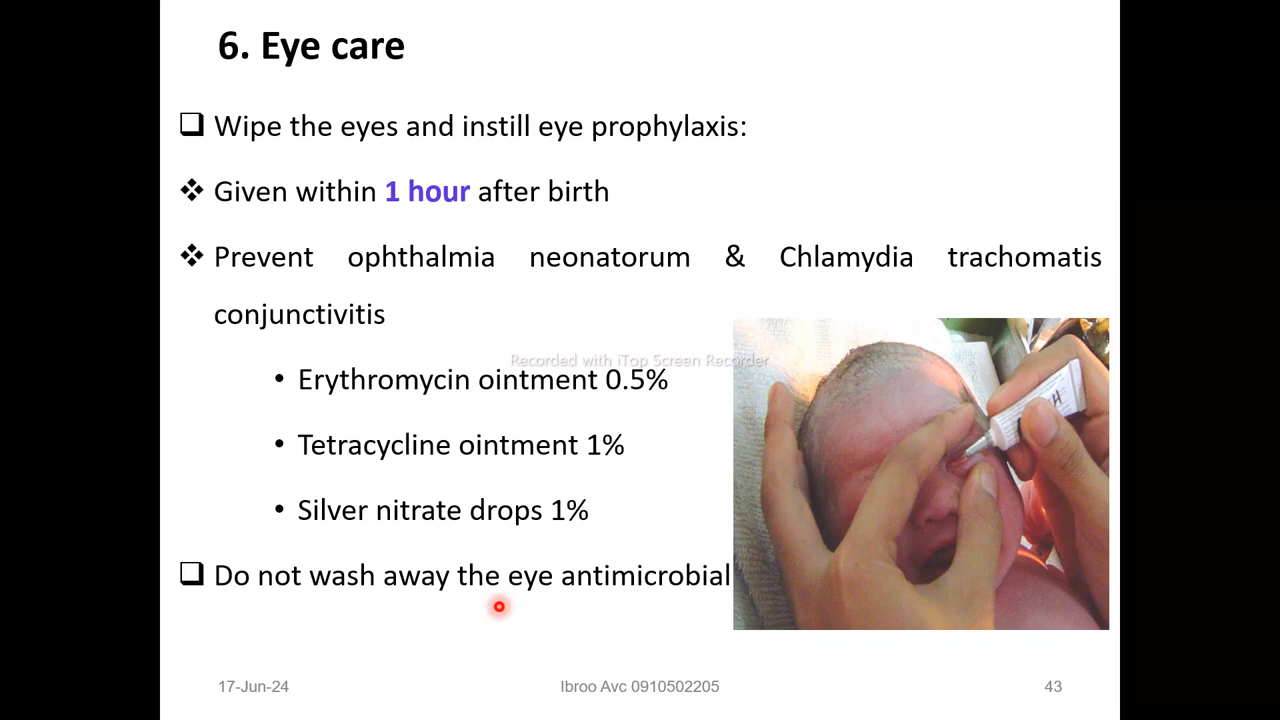 6. Eye care
Wipe the eyes and instill eye prophylaxis:
Given within 1 hour after birth
Prevent ophthalmia neonatorum & Chlamydia trachomatis
conjunctivitis
Recorded with iTop Screen Recorder
• Erythromycin ointment 0.5%
• Tetracycline ointment 1%
• Silver nitrate drops 1%
Do not wash away the eye antimicrobial
17-Jun-24
Ibroo Avc 0910502205
43